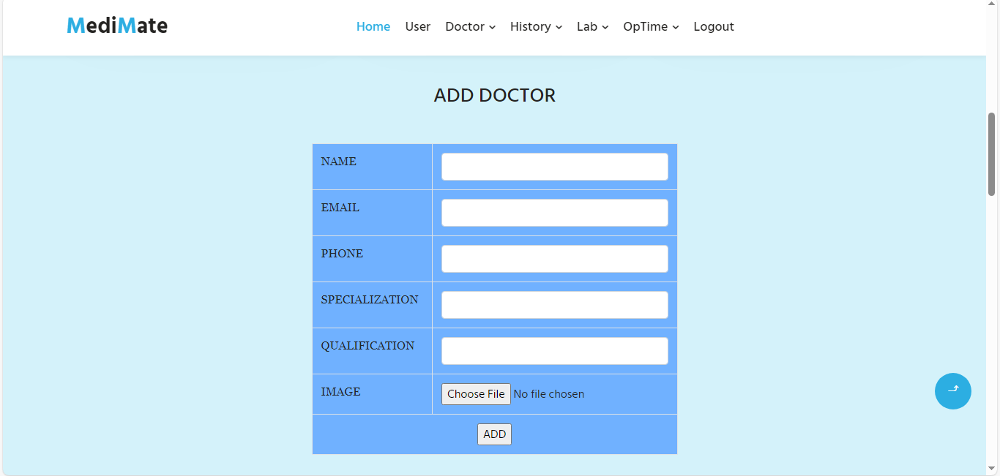 MediMate
Home User Doctor History Lab OpTime Logout
ADD DOCTOR
NAME
EMAIL
PHONE
SPECIALIZATION
QUALIFICATION
IMAGE Choose File No file chosen
ADD